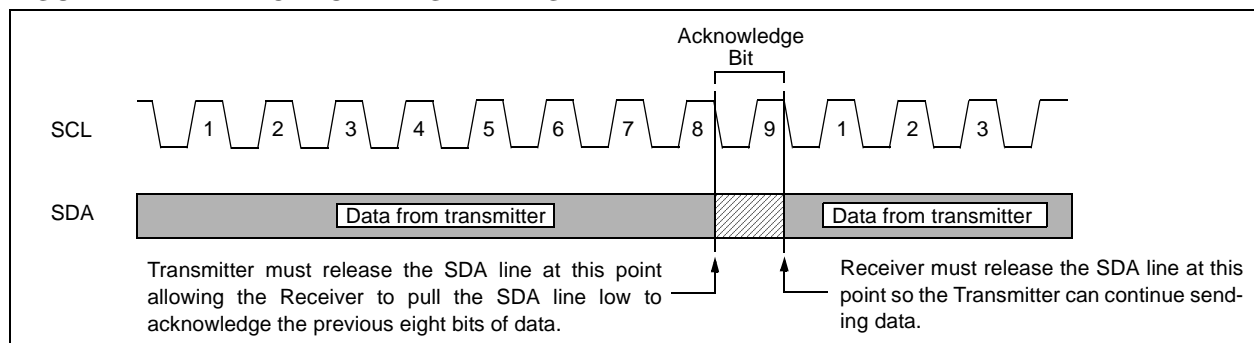 Acknowledge
Bit
SCL
1 2 3 4 5 6 7 8 9 1 2 3
SDA
Data from transmitter
Data from transmitter
Transmitter must release the SDA line at this point
allowing the Receiver to pull the SDA line low to
acknowledge the previous eight bits of data.
Receiver must release the SDA line at this
point so the Transmitter can continue send-
ing data.